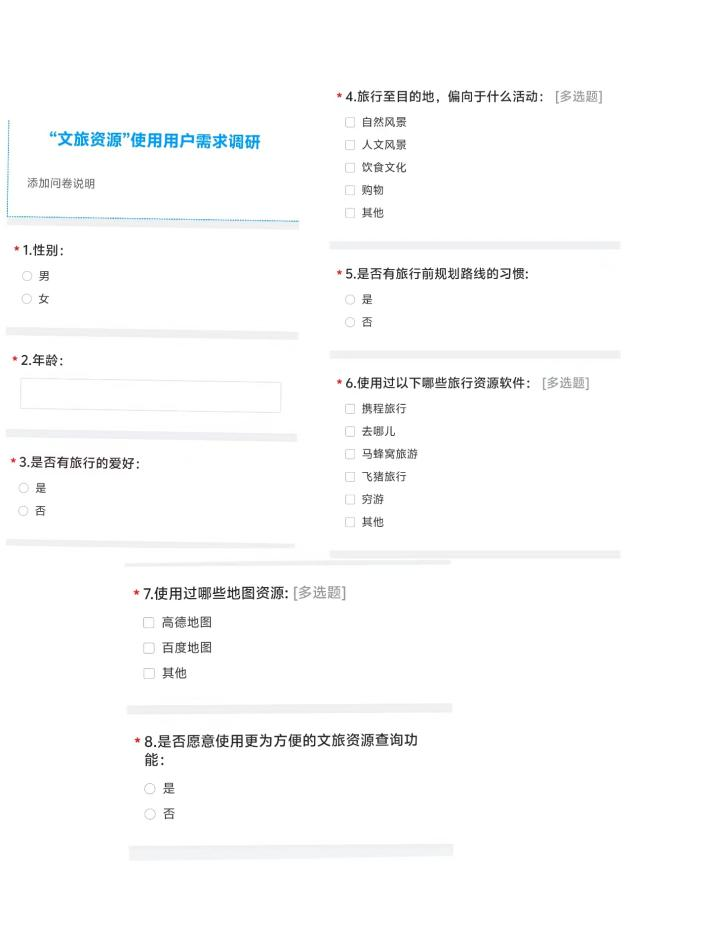 “文旅资源”使用用户需求调研
添加问卷说明
*1.性别：
男
女
*2.年龄：
*3.是否有旅行的爱好：
是
否
*4.旅行至目的地，偏向于什么活动： [多选题]
自然风景
人文风景
饮食文化
购物
其他
*5.是否有旅行前规划路线的习惯:
是
否
*6.使用过以下哪些旅行资源软件： [多选题]
携程旅行
去哪儿
马蜂窝旅游
飞猪旅行
穷游
其他
*7.使用过哪些地图资源: [多选题]
高德地图
百度地图
其他
*8.是否愿意使用更为方便的文旅资源查询功
能：
是
否